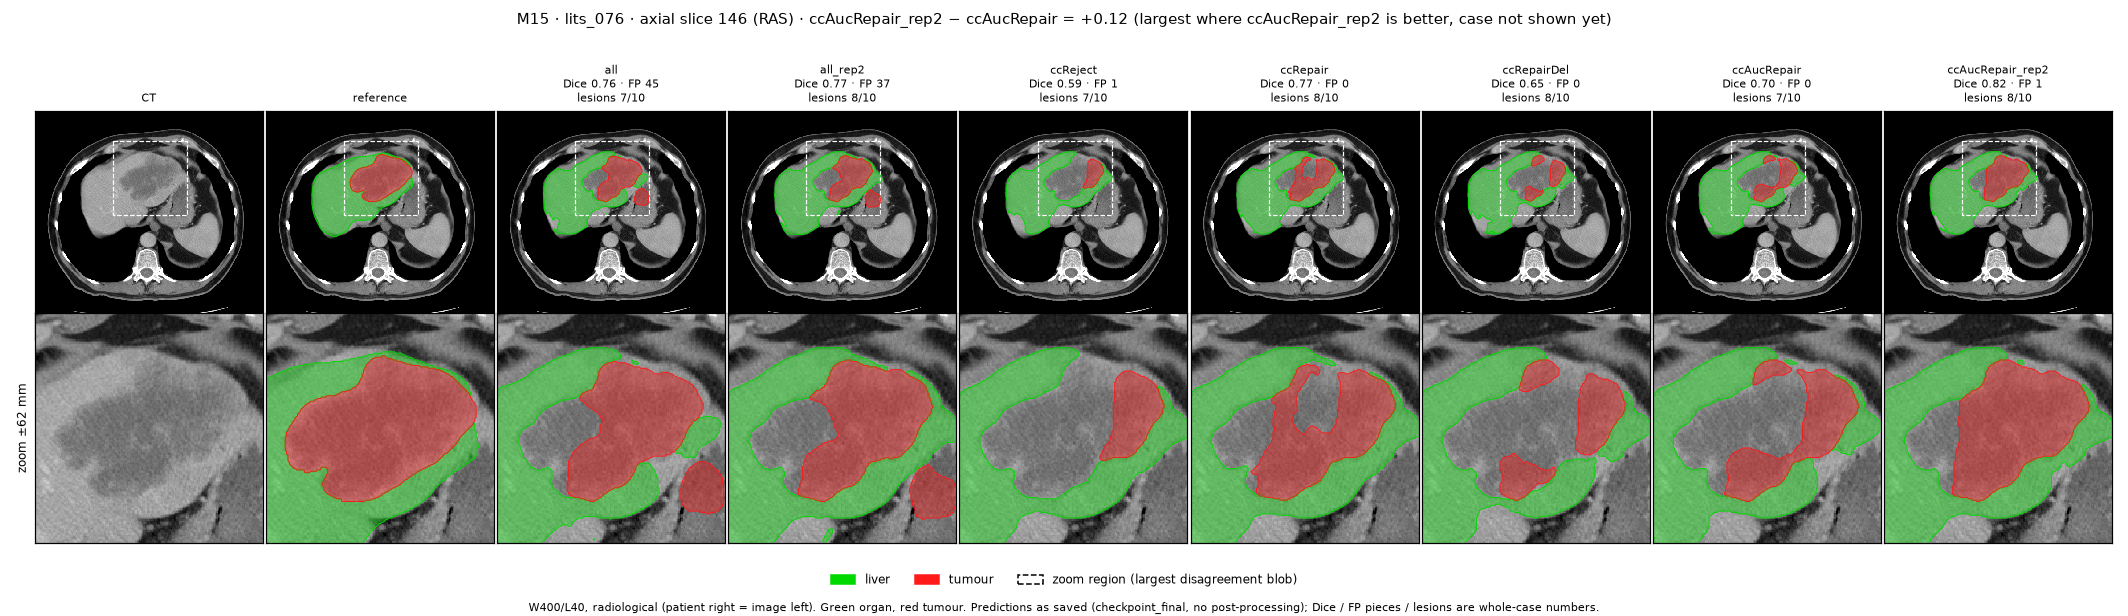 M15 · lits_076 · axial slice 146 (RAS) · ccAucRepair_rep2 − ccAucRepair = +0.12 (largest where ccAucRepair_rep2 is better, case not shown yet)
CT
reference
all
Dice 0.76 · FP 45
lesions 7/10
all_rep2
Dice 0.77 · FP 37
lesions 8/10
ccReject
Dice 0.59 · FP 1
lesions 7/10
ccRepair
Dice 0.77 · FP 0
lesions 8/10
ccRepairDel
Dice 0.65 · FP 0
lesions 8/10
ccAucRepair
Dice 0.70 · FP 0
lesions 7/10
ccAucRepair_rep2
Dice 0.82 · FP 1
lesions 8/10
zoom ±62 mm
liver
tumour
zoom region (largest disagreement blob)
W400/L40, radiological (patient right = image left). Green organ, red tumour. Predictions as saved (checkpoint_final, no post-processing); Dice / FP pieces / lesions are whole-case numbers.